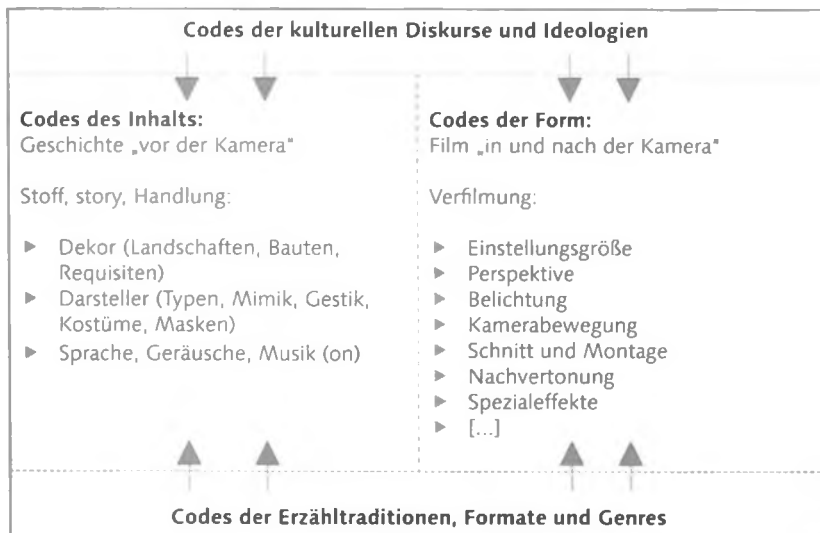 Codes der kulturellen Diskurse und Ideologien
Codes des Inhalts:
Geschichte „vor der Kamera"
Stoff, story, Handlung:
▶ Dekor (Landschaften, Bauten,
Requisiten)
▶ Darsteller (Typen, Mimik, Gestik,
Kostüme, Masken)
▶ Sprache, Geräusche, Musik (on)
Codes der Form:
Film „in und nach der Kamera"
Verfilmung:
▶ Einstellungsgröße
▶ Perspektive
▶ Belichtung
▶ Kamerabewegung
▶ Schnitt und Montage
▶ Nachvertonung
▶ Spezialeffekte
▶ [...]
Codes der Erzähltraditionen, Formate und Genres